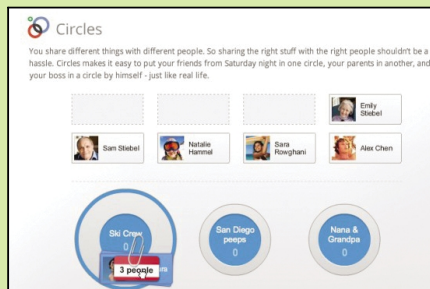 Circles
You share different things with different people. So sharing the right stuff with the right people shouldn't be a
hassle. Circles makes it easy to put your friends from Saturday night in one circle, your parents in another, and
your boss in a circle by himself - just like real life.
Emily
Stiebel
Sam Stiebel
Natalie
Hammel
Sara
Rowghani
Alex Chen
Ski Crew
0
San Diego
peeps
0
Nana &
Grandpa
0
3 people